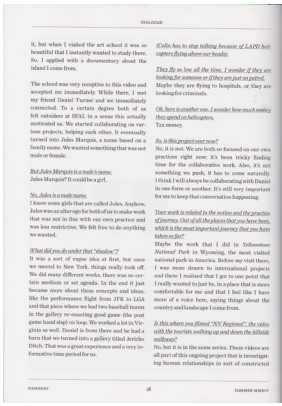 DIALOGUE
it, but when I visited the art school it was so
beautiful that I instantly wanted to study there.
So, I applied with a documentary about the
island I come from.
The school was very receptive to this video and
accepted me immediately. While there, I met
my friend Daniel Turner and we immediately
connected. To a certain degree both of us
felt outsiders at SFAI, in a sense this actually
motivated us. We started collaborating on var-
ious projects, helping each other. It eventually
turned into Jules Marquis, a name based on
family name. We wanted something that was not
male or female.
But Jules Marquis is a male's name.
Jules Marquis? It could be a girl.
No, Jules is a male name.
I know some girls that are called Jules. Anyhow,
Jules was an alter ego for both of us to make work
that was not in line with our own practice and
was less restrictive. We felt free to do anything
we wanted.
What did you do under that "shadow"?
It was a sort of vague idea at first, but once
we moved to New York, things really took off.
We did many different works, there was no cer-
tain medium or set agenda. In the end it just
became more about these concepts and ideas,
like the performance flight from JFK to LGA
and that piece where we had two baseball teams
in the gallery re-enacting good game (the post
game hand slap) on loop. We worked a lot in Vir-
ginia as well. Daniel is from there and he had a
barn that we turned into a gallery titled Jericho
Ditch. That was a great experience and a very in-
formative time period for us.
(Colin has to stop talking because of LAPD heli-
copters flying above our heads).
They fly so low all the time, I wonder if they are
looking for someone or if they are just on patrol.
Maybe they are flying to hospitals, or they are
looking for criminals.
Oh, here is another one, I wonder how much money
they spend on helicopters.
Tax money.
So, is this project over now?
No, it is not. We are both so focused on our own
practices right now; it's been tricky finding
time for the collaborative work. Also, it's not
something we push, it has to come naturally.
I think I will always be collaborating with Daniel
in one form or another. It's still very important
for me to keep that conversation happening.
Your work is related to the notion and the practice
of journey. Out of all the places that you have been,
which is the most important journey that you have
taken so far?
Maybe the work that I did in Yellowstone
National Park in Wyoming, the most visited
national park in America. Before my visit there,
I was more drawn to international projects
and there I realised that I got to one point that
I really wanted to just be, in a place that is more
comfortable for me and that I feel like I have
more of a voice here, saying things about the
country and landscape I come from.
Is this where you filmed "NV Regional", the video
with the tourists walking up and down the hillside
walkway?
No, but it is in the same series. These videos are
all part of this ongoing project that is investigat-
ing human relationships in sort of constricted
KENNEDY
28
SUMMER MMXIV